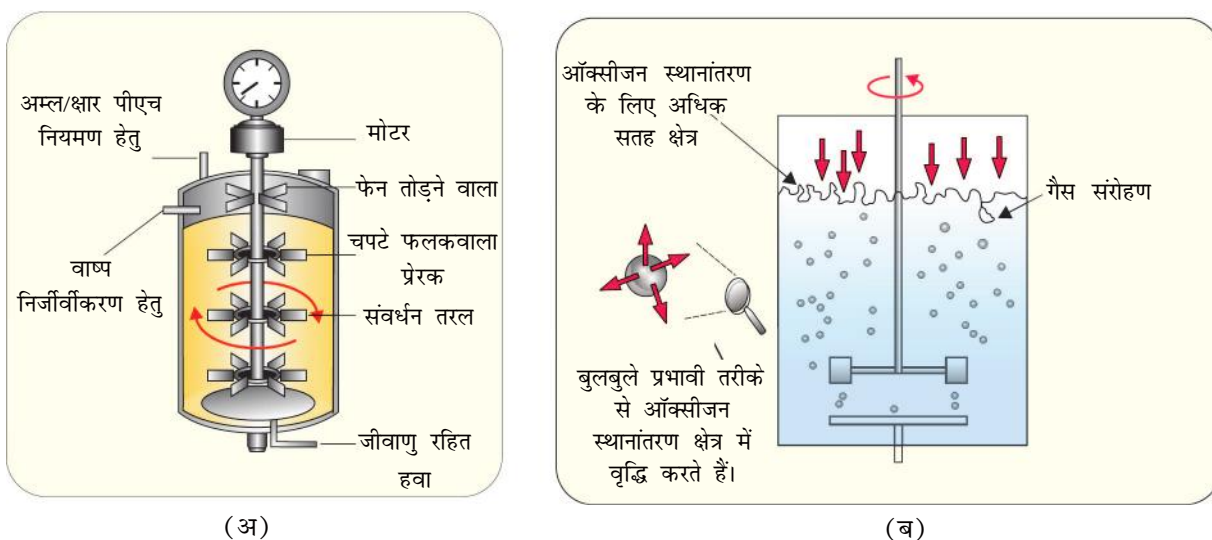 अम्ल/क्षार पीएच
नियमण हेतु
मोटर
फेन तोड़ने वाला
चपटे फलकवाला
प्रेरक
वाष्प
निर्जीर्वीकरण हेतु
संवर्धन तरल
जीवाणु रहित
हवा
(अ)
ऑक्सीजन स्थानांतरण
के लिए अधिक
सतह क्षेत्र
गैस संरोहण
बुलबुले प्रभावी तरीके
से ऑक्सीजन
स्थानांतरण क्षेत्र में
वृद्धि करते हैं।
(ब)